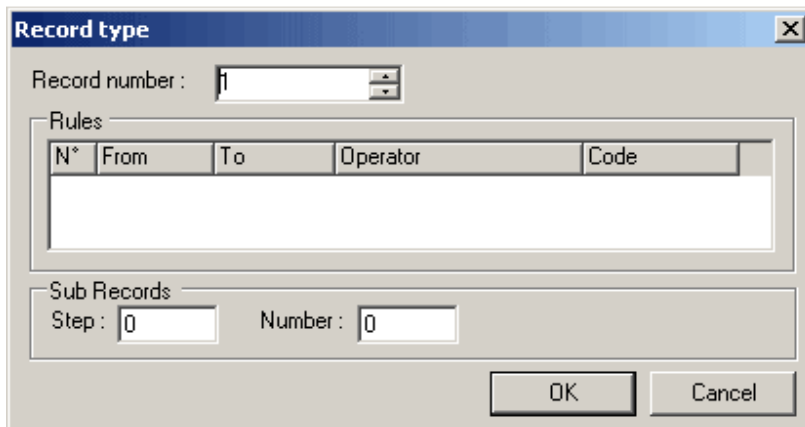 Record type
Record number : 1
Rules
N° From To Operator Code
Sub Records
Step : 0 Number : 0
OK Cancel